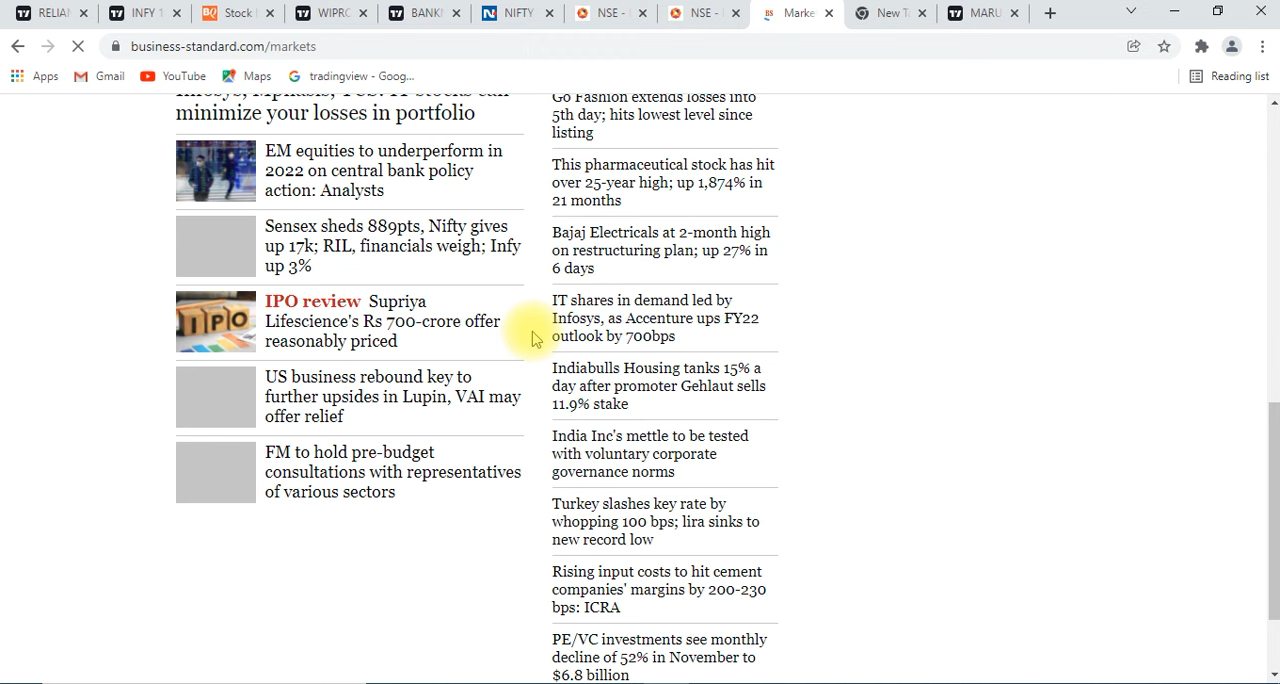 RELIAN
INFY 1
BQ Stock
WIPRO
BANK
N NIFTY
NSE -
NSE -
BS Marke
New T
MARU
business-standard.com/markets
Apps Gmail YouTube Maps G tradingview - Goog...
Reading list
minimize your losses in portfolio
EM equities to underperform in
2022 on central bank policy
action: Analysts
Sensex sheds 889pts, Nifty gives
up 17k; RIL, financials weigh; Infy
up 3%
IPO
IPO review Supriya
Lifescience's Rs 700-crore offer
reasonably priced
US business rebound key to
further upsides in Lupin, VAI may
offer relief
FM to hold pre-budget
consultations with representatives
of various sectors
Go Fashion extends losses into
5th day; hits lowest level since
listing
This pharmaceutical stock has hit
over 25-year high; up 1,874% in
21 months
Bajaj Electricals at 2-month high
on restructuring plan; up 27% in
6 days
IT shares in demand led by
Infosys, as Accenture ups FY22
outlook by 700bps
Indiabulls Housing tanks 15% a
day after promoter Gehlaut sells
11.9% stake
India Inc's mettle to be tested
with voluntary corporate
governance norms
Turkey slashes key rate by
whopping 100 bps; lira sinks to
new record low
Rising input costs to hit cement
companies' margins by 200-230
bps: ICRA
PE/VC investments see monthly
decline of 52% in November to
$6.8 billion